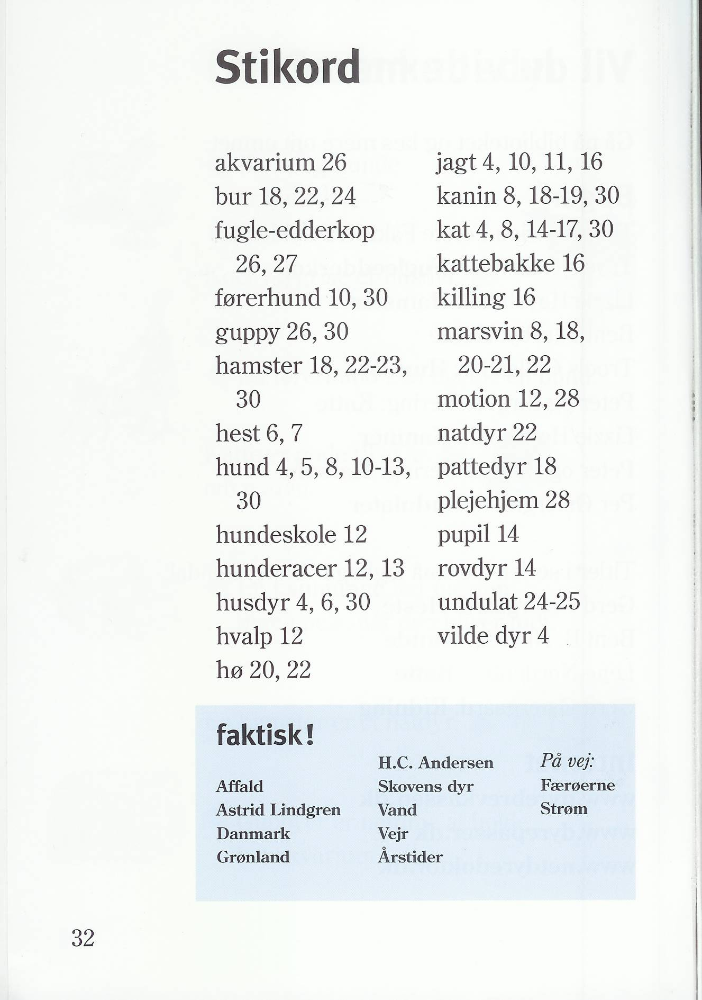 Stikord
akvarium 26
bur 18, 22, 24
fugle-edderkop
26, 27
førerhund 10, 30
guppy 26, 30
hamster 18, 22-23,
30
hest 6, 7
hund 4, 5, 8, 10-13,
30
hundeskole 12
hunderacer 12, 13
husdyr 4, 6, 30
hvalp 12
hø 20, 22
jagt 4, 10, 11, 16
kanin 8, 18-19, 30
kat 4, 8, 14-17, 30
kattebakke 16
killing 16
marsvin 8, 18,
20-21, 22
motion 12, 28
natdyr 22
pattedyr 18
plejehjem 28
pupil 14
rovdyr 14
undulat 24-25
vilde dyr 4
faktisk!
Affald
Astrid Lindgren
Danmark
Grønland
H.C. Andersen
Skovens dyr
Vand
Vejr
Årstider
På vej:
Færøerne
Strøm
32